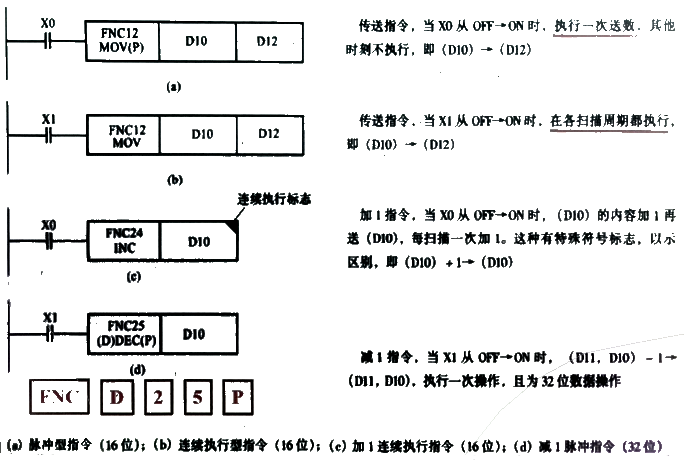 X0
FNC12
MOV(P)
D10
D12
(a)
传送指令，当 X0 从 OFF→ON 时，执行一次送数，其他
时刻不执行，即（D10）→（D12）
X1
FNC12
MOV
D10
D12
(b)
传送指令，当 X1 从 OFF→ON 时，在各扫描周期都执行，
即（D10）→（D12）
连续执行标志
X0
FNC24
INC
D10
(c)
加 1 指令，当 X0 从 OFF→ON 时，（D10）的内容加 1 再
送（D10），每扫描一次加 1。这种有特殊符号标志，以示
区别，即（D10）+1→（D10）
X1
FNC25
(D)DEC(P)
D10
(d)
减 1 指令，当 X1 从 OFF→ON 时，（D11，D10）－1→
（D11，D10），执行一次操作，且为 32 位数据操作
FNC D 2 5 P
(a) 脉冲型指令（16 位）；(b) 连续执行型指令（16 位）；(c) 加 1 连续执行指令（16 位）；(d) 减 1 脉冲指令（32 位）